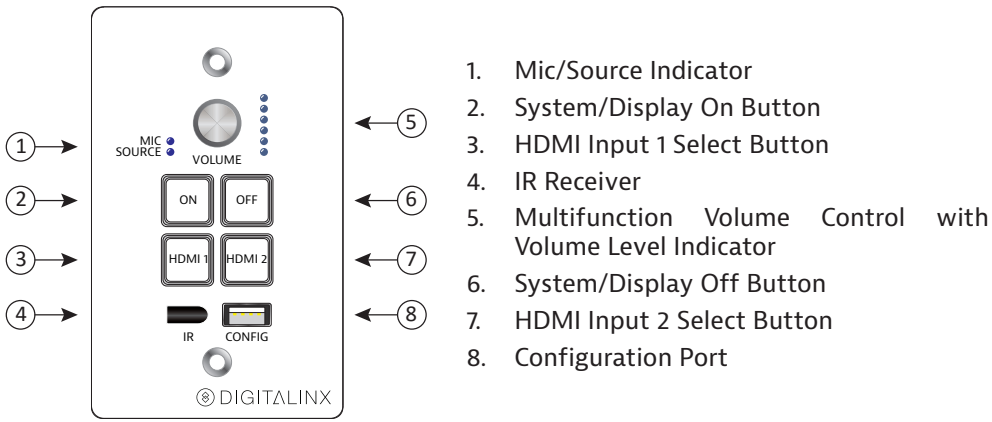 MIC
SOURCE
VOLUME
ON OFF
HDMI 1 HDMI 2
IR CONFIG
DIGITALINX
1
2
3
4
5
6
7
8
1. Mic/Source Indicator
2. System/Display On Button
3. HDMI Input 1 Select Button
4. IR Receiver
5. Multifunction Volume Control with
Volume Level Indicator
6. System/Display Off Button
7. HDMI Input 2 Select Button
8. Configuration Port